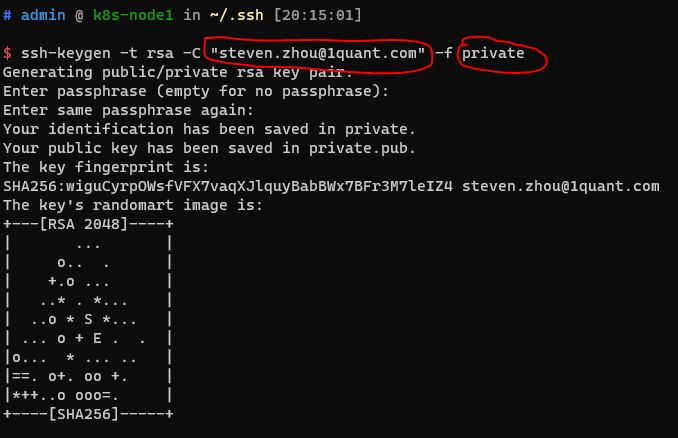 # admin @ k8s-node1 in ~/.ssh [20:15:01]
$ ssh-keygen -t rsa -C "steven.zhou@1quant.com" -f private
Generating public/private rsa key pair.
Enter passphrase (empty for no passphrase):
Enter same passphrase again:
Your identification has been saved in private.
Your public key has been saved in private.pub.
The key fingerprint is:
SHA256:wiguCyrpOWsfVFX7vaqXJlquyBabBWx7BFr3M7leIZ4 steven.zhou@1quant.com
The key's randomart image is:
+---[RSA 2048]----+
|       ...       |
|     o..  .      |
|    +.o ...      |
|   ..* . *...    |
|  ..o * S *...   |
| ... o + E .  .  |
|o...  * ... ..   |
|==. o+. oo +.    |
|*++..o ooo=.     |
+----[SHA256]-----+